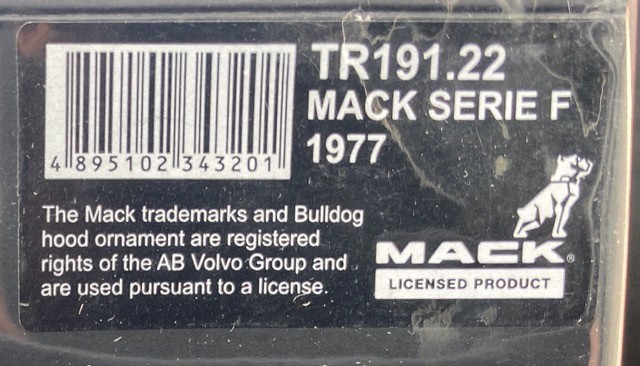 TR191.22
MACK SERIE F
1977
4 895102 343201
The Mack trademarks and Bulldog
hood ornament are registered
rights of the AB Volvo Group and
are used pursuant to a license.
MACK®
LICENSED PRODUCT